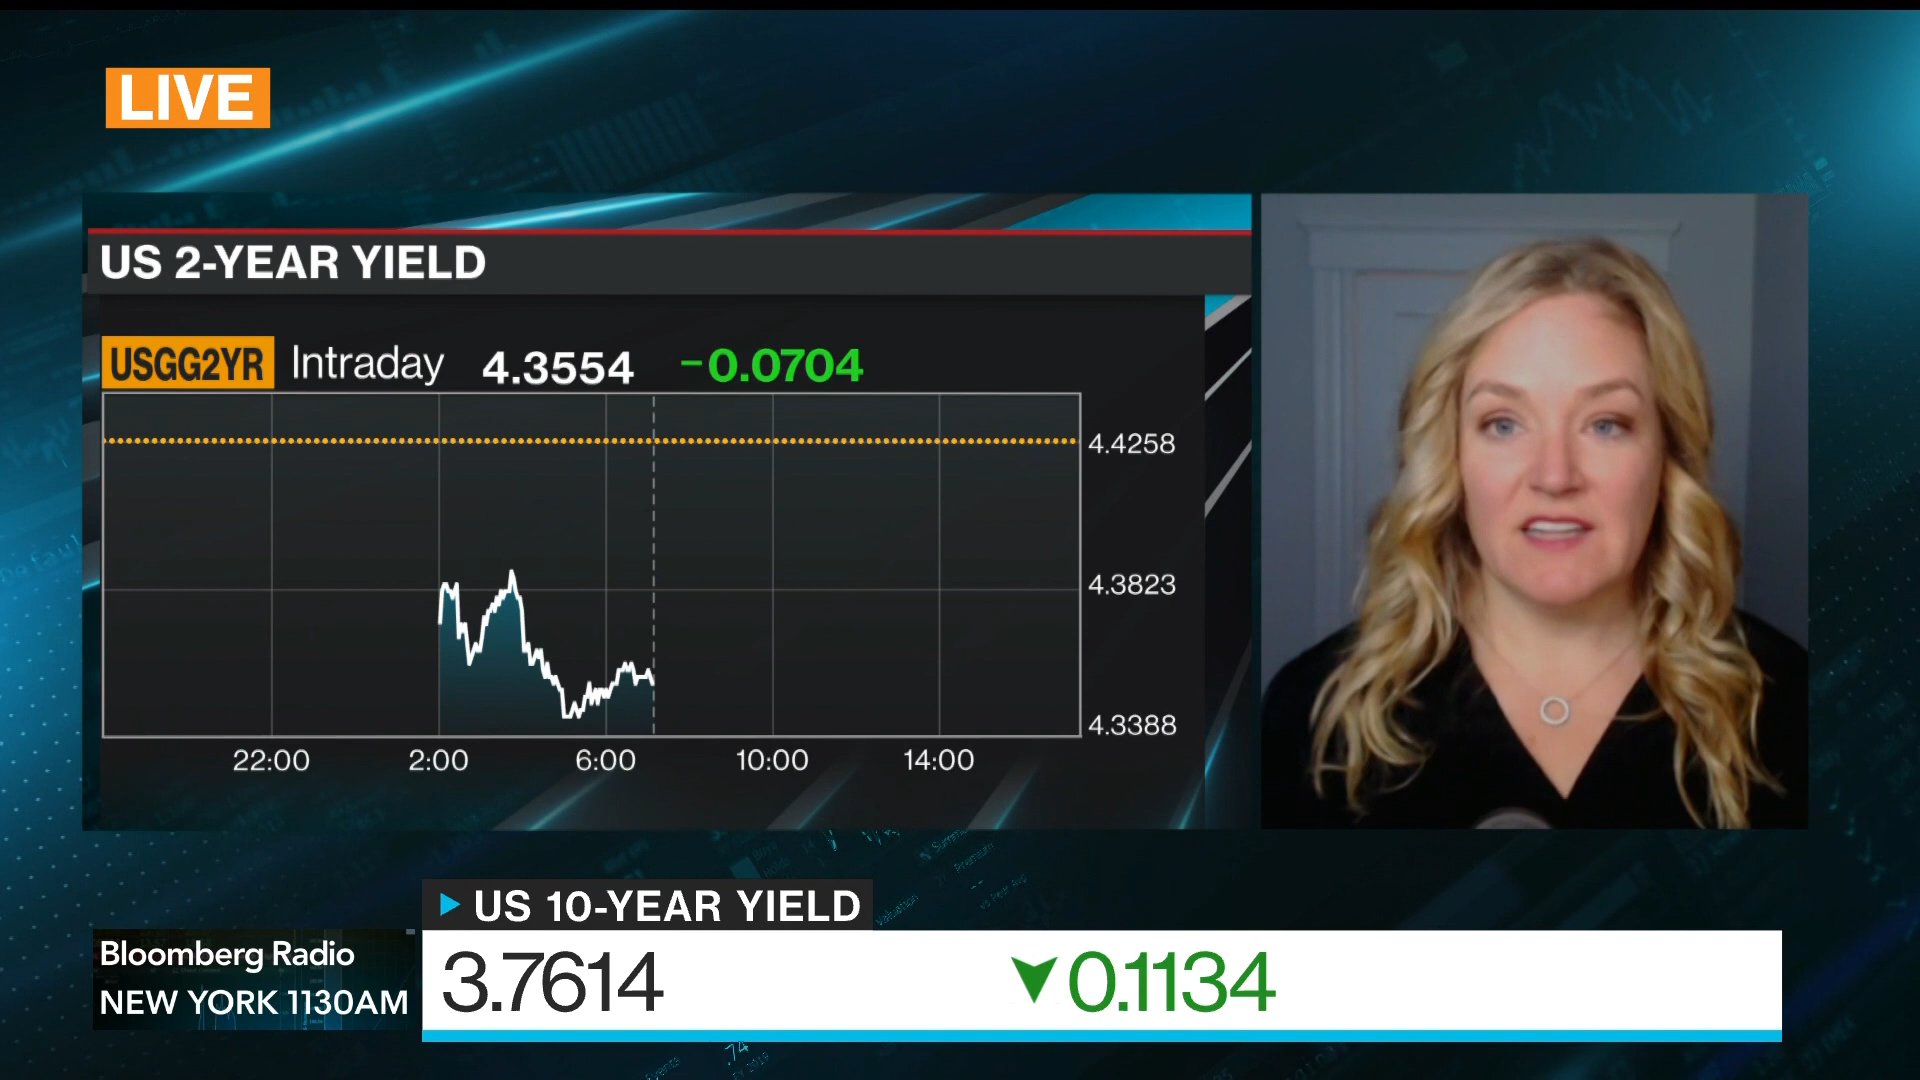 LIVE
US 2-YEAR YIELD
USGG2YR Intraday 4.3554 -0.0704
4.4258
4.3823
4.3388
22:00 2:00 6:00 10:00 14:00
US 10-YEAR YIELD
Bloomberg Radio
NEW YORK 1130AM
3.7614 ▼0.1134